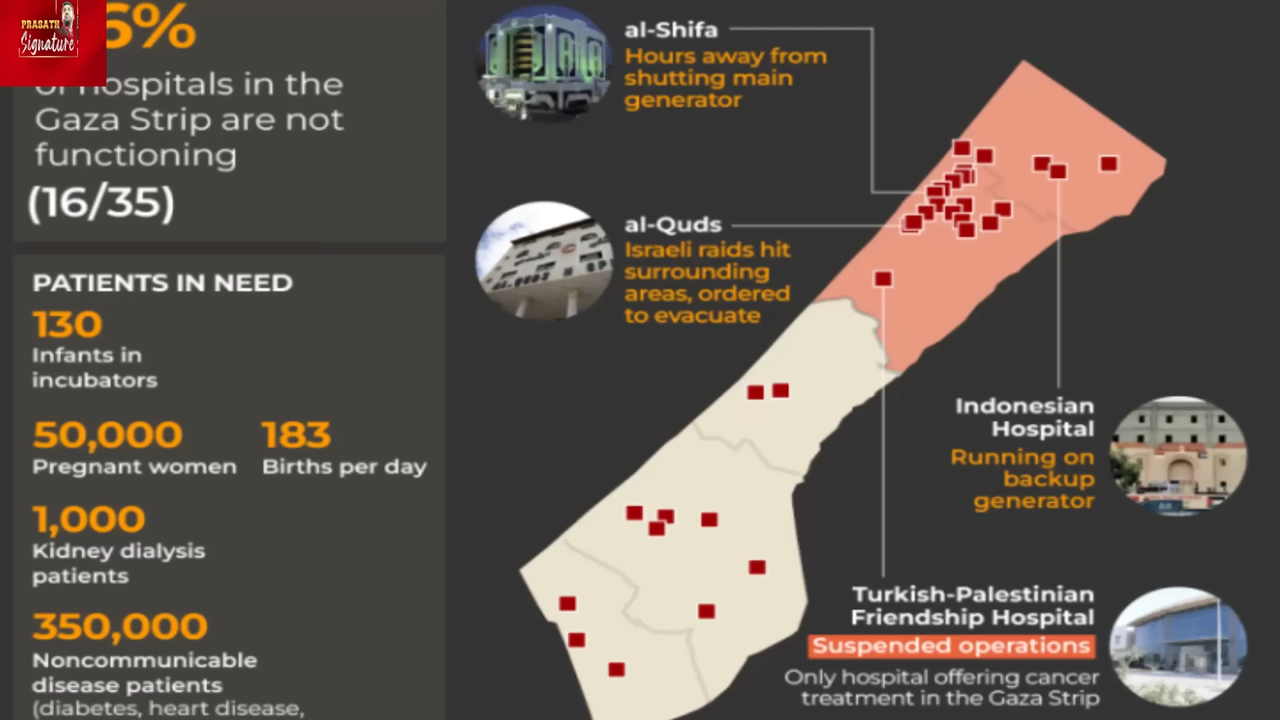 PRASATH
Signature
6%
of hospitals in the
Gaza Strip are not
functioning
(16/35)
PATIENTS IN NEED
130
Infants in
incubators
50,000
Pregnant women
183
Births per day
1,000
Kidney dialysis
patients
350,000
Noncommunicable
disease patients
(diabetes, heart disease,
al-Shifa
Hours away from
shutting main
generator
al-Quds
Israeli raids hit
surrounding
areas, ordered
to evacuate
Indonesian
Hospital
Running on
backup
generator
Turkish-Palestinian
Friendship Hospital
Suspended operations
Only hospital offering cancer
treatment in the Gaza Strip